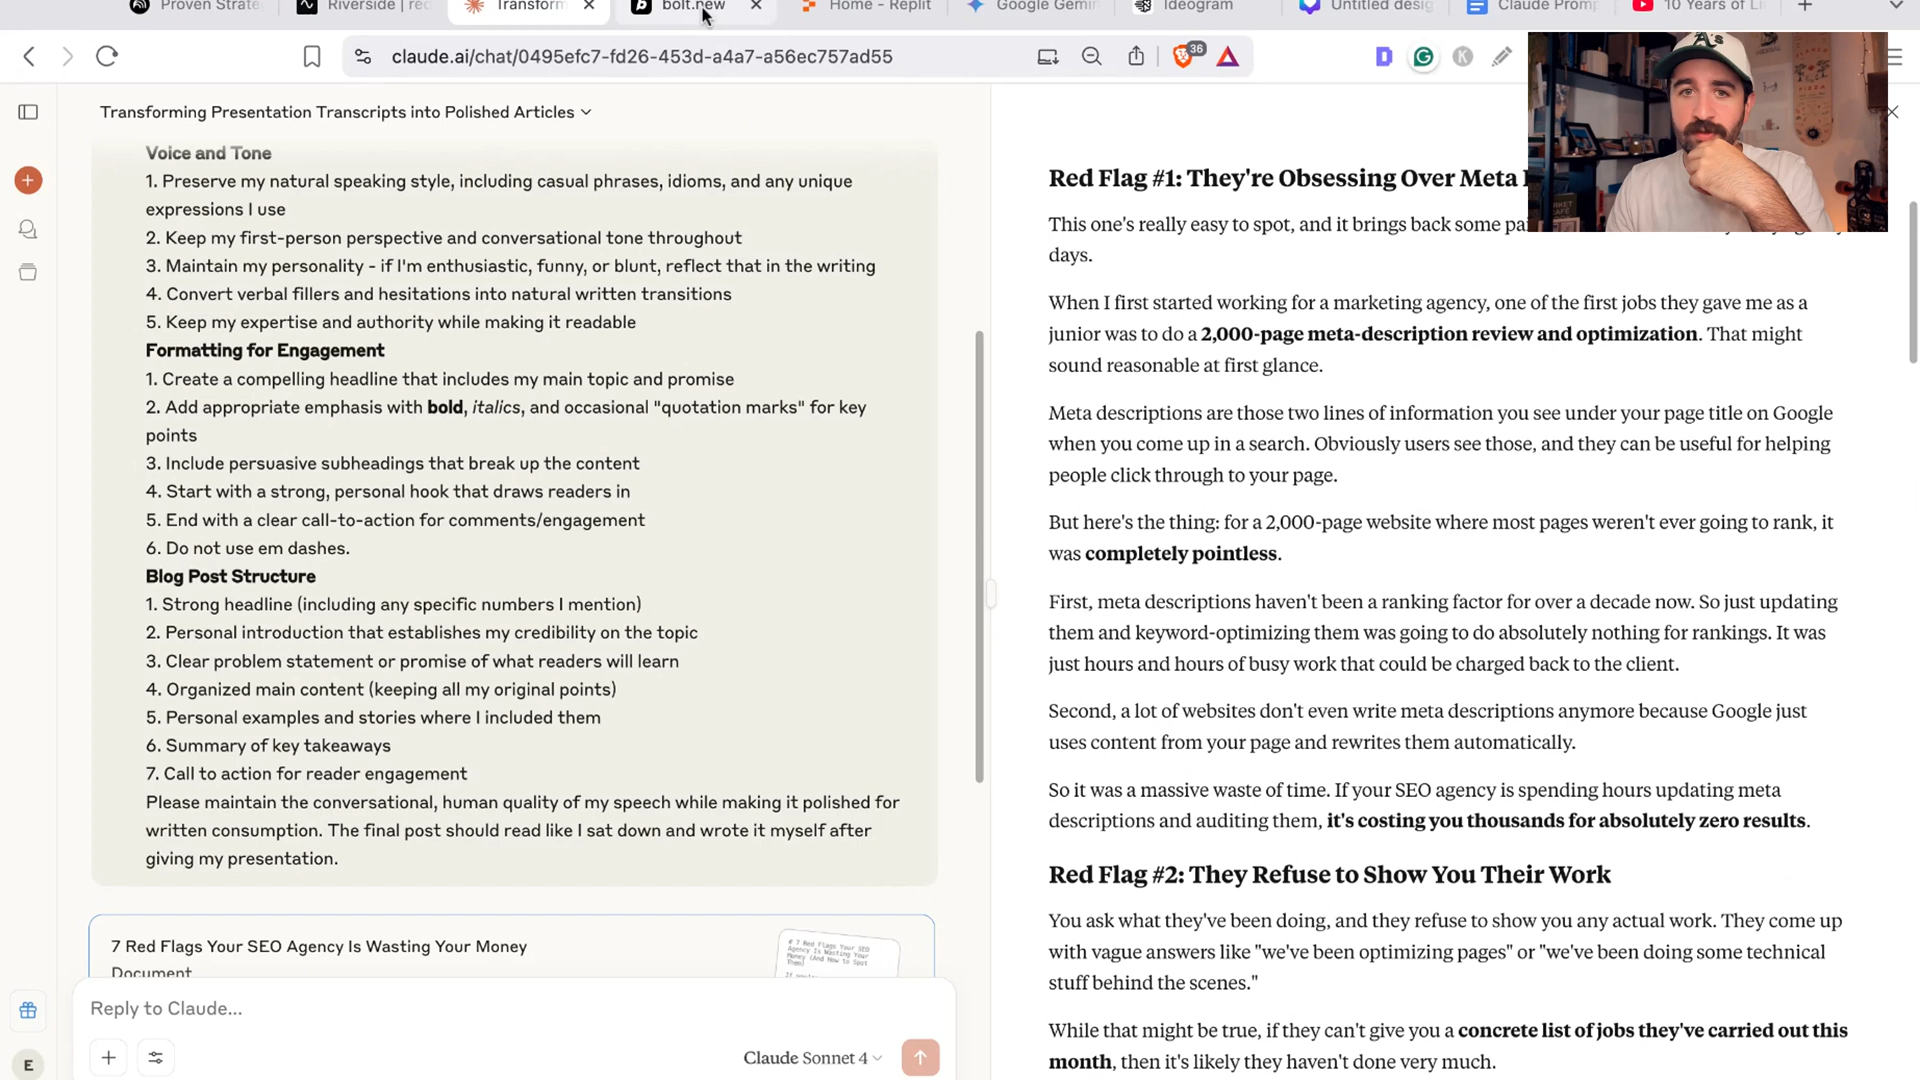 Proven Strate
Riverside | rec
Transform
bolt.new
Home - Replit
Google Gemin
Ideogram
Untitled desig
Claude Promp
10 Years of Li
claude.ai/chat/0495efc7-fd26-453d-a4a7-a56ec757ad55
36
Transforming Presentation Transcripts into Polished Articles
Voice and Tone
1. Preserve my natural speaking style, including casual phrases, idioms, and any unique
expressions I use
2. Keep my first-person perspective and conversational tone throughout
3. Maintain my personality - if I'm enthusiastic, funny, or blunt, reflect that in the writing
4. Convert verbal fillers and hesitations into natural written transitions
5. Keep my expertise and authority while making it readable
Formatting for Engagement
1. Create a compelling headline that includes my main topic and promise
2. Add appropriate emphasis with bold, italics, and occasional "quotation marks" for key
points
3. Include persuasive subheadings that break up the content
4. Start with a strong, personal hook that draws readers in
5. End with a clear call-to-action for comments/engagement
6. Do not use em dashes.
Blog Post Structure
1. Strong headline (including any specific numbers I mention)
2. Personal introduction that establishes my credibility on the topic
3. Clear problem statement or promise of what readers will learn
4. Organized main content (keeping all my original points)
5. Personal examples and stories where I included them
6. Summary of key takeaways
7. Call to action for reader engagement
Please maintain the conversational, human quality of my speech while making it polished for
written consumption. The final post should read like I sat down and wrote it myself after
giving my presentation.
7 Red Flags Your SEO Agency Is Wasting Your Money
Document
# 7 Red Flags Your SEO
Agency Is Wasting Your
Money (And How to Spot
Them)
Reply to Claude...
Claude Sonnet 4
E
Red Flag #1: They're Obsessing Over Meta
This one's really easy to spot, and it brings back some
days.
When I first started working for a marketing agency, one of the first jobs they gave me as a
junior was to do a 2,000-page meta-description review and optimization. That might
sound reasonable at first glance.
Meta descriptions are those two lines of information you see under your page title on Google
when you come up in a search. Obviously users see those, and they can be useful for helping
people click through to your page.
But here's the thing: for a 2,000-page website where most pages weren't ever going to rank, it
was completely pointless.
First, meta descriptions haven't been a ranking factor for over a decade now. So just updating
them and keyword-optimizing them was going to do absolutely nothing for rankings. It was
just hours and hours of busy work that could be charged back to the client.
Second, a lot of websites don't even write meta descriptions anymore because Google just
uses content from your page and rewrites them automatically.
So it was a massive waste of time. If your SEO agency is spending hours updating meta
descriptions and auditing them, it's costing you thousands for absolutely zero results.
Red Flag #2: They Refuse to Show You Their Work
You ask what they've been doing, and they refuse to show you any actual work. They come up
with vague answers like "we've been optimizing pages" or "we've been doing some technical
stuff behind the scenes."
While that might be true, if they can't give you a concrete list of jobs they've carried out this
month, then it's likely they haven't done very much.